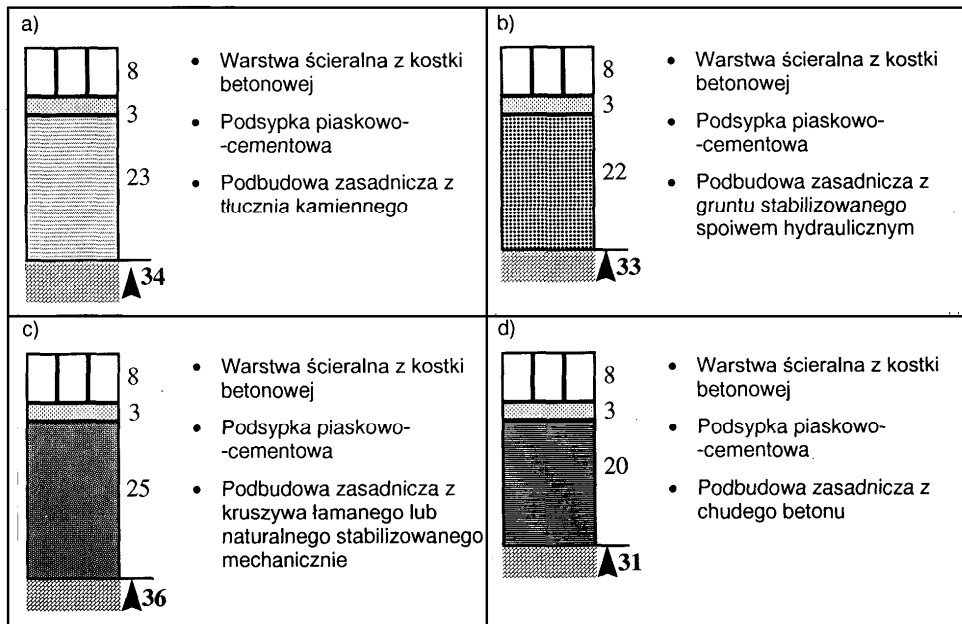 a)
8
3
23
34
• Warstwa ścieralna z kostki
betonowej
• Podsypka piaskowo-
-cementowa
• Podbudowa zasadnicza z
tłucznia kamiennego
b)
8
3
22
33
• Warstwa ścieralna z kostki
betonowej
• Podsypka piaskowo-
-cementowa
• Podbudowa zasadnicza z
gruntu stabilizowanego
spoiwem hydraulicznym
c)
8
3
25
36
• Warstwa ścieralna z kostki
betonowej
• Podsypka piaskowo-
-cementowa
• Podbudowa zasadnicza z
kruszywa łamanego lub
naturalnego stabilizowanego
mechanicznie
d)
8
3
20
31
• Warstwa ścieralna z kostki
betonowej
• Podsypka piaskowo-
-cementowa
• Podbudowa zasadnicza z
chudego betonu